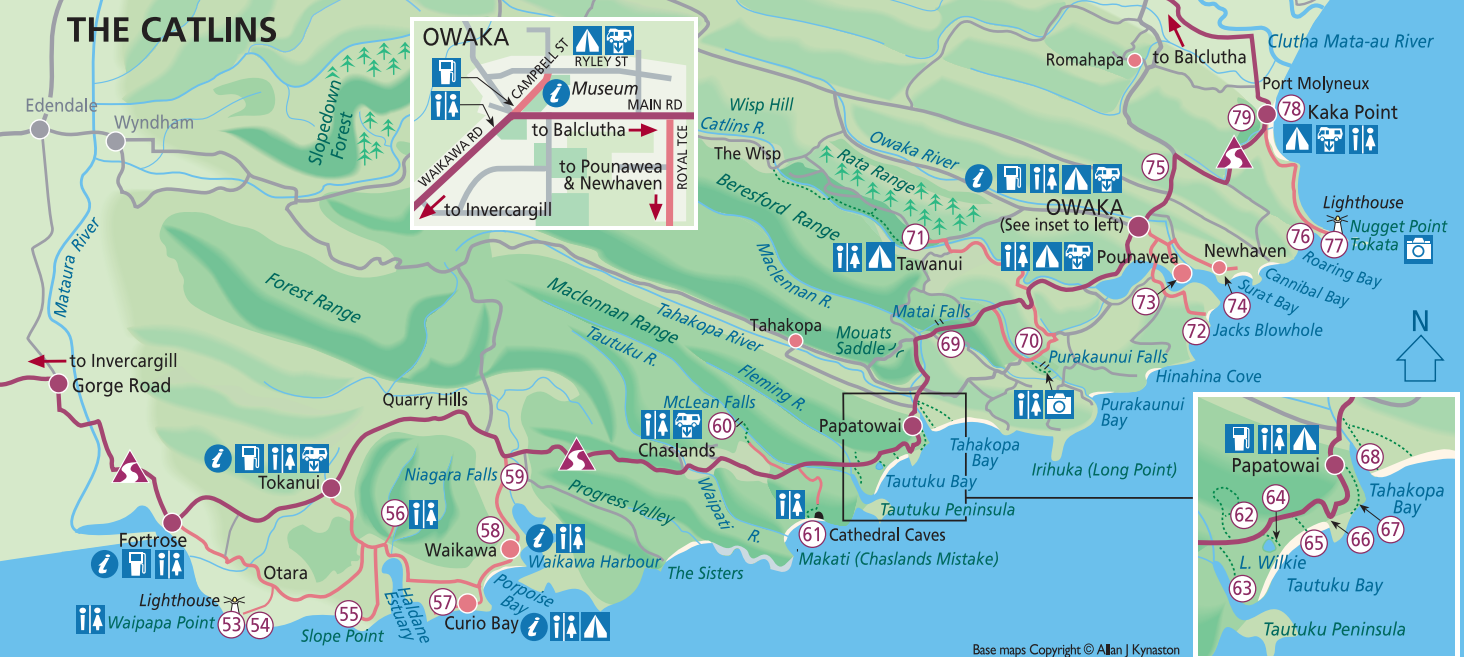 THE CATLINS
OWAKA
CAMPBELL ST
RYLEY ST
i
Museum
MAIN RD
to Balclutha
WAIKAWA RD
to Pounawea
& Newhaven
ROYAL TCE
to Invercargill
Edendale
Wyndham
Slopedown
Forest
Mataura River
Forest Range
to Invercargill
Gorge Road
Quarry Hills
Wisp Hill
Catlins R.
The Wisp
Owaka River
Rata Range
Beresford Range
Maclennan R.
Romahapa
to Balclutha
Clutha Mata-au River
Port Molyneux
79
78
Kaka Point
75
i
OWAKA
(See inset to left)
71
Tawanui
Pounawea
Newhaven
Lighthouse
Nugget Point
Tokata
76
77
Roaring Bay
Cannibal Bay
Surat Bay
73
74
72
Jacks Blowhole
N
Maclennan Range
Tahakopa River
Tautuku R.
Tahakopa
Fleming R.
Mouats
Saddle
Matai Falls
69
70
Purakaunui Falls
Hinahina Cove
Purakaunui
Bay
McLean Falls
60
Chaslands
Papatowai
Tahakopa
Bay
Irihuka (Long Point)
Tautuku Bay
Tautuku Peninsula
i
Tokanui
Niagara Falls
59
56
58
Waikawa
i
Waikawa Harbour
Progress Valley
Waipati
R.
61
Cathedral Caves
Makati (Chaslands Mistake)
The Sisters
Fortrose
i
Otara
Lighthouse
Waipapa Point
53
54
55
Slope Point
Haldane
Estuary
57
Curio Bay
i
Porpoise
Bay
Papatowai
68
Tahakopa
Bay
64
62
65
66
67
L. Wilkie
63
Tautuku Bay
Tautuku Peninsula
Base maps Copyright © Allan J Kynaston